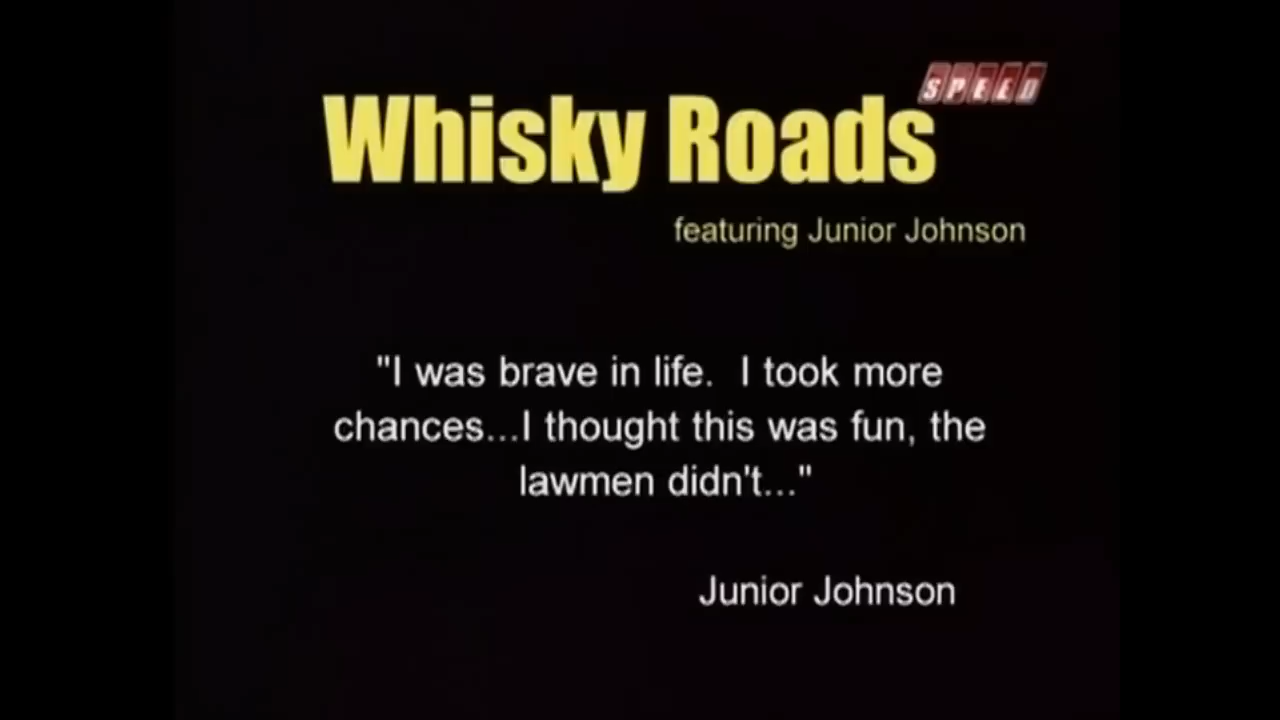 SPEED
Whisky Roads
featuring Junior Johnson
"I was brave in life.  I took more
chances...I thought this was fun, the
lawmen didn't..."
Junior Johnson